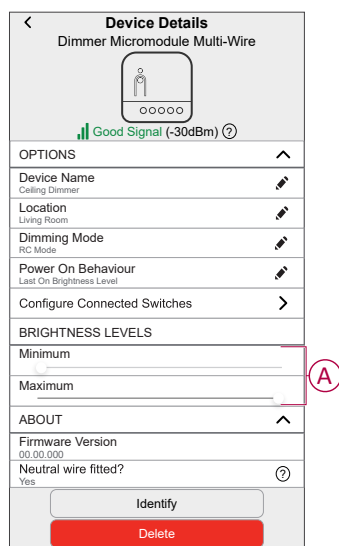 Device Details
Dimmer Micromodule Multi-Wire
Good Signal (-30dBm) ?
OPTIONS
Device Name
Ceiling Dimmer
Location
Living Room
Dimming Mode
RC Mode
Power On Behaviour
Last On Brightness Level
Configure Connected Switches
BRIGHTNESS LEVELS
Minimum
Maximum
A
ABOUT
Firmware Version
00.00.000
Neutral wire fitted?
Yes
?
Identify
Delete